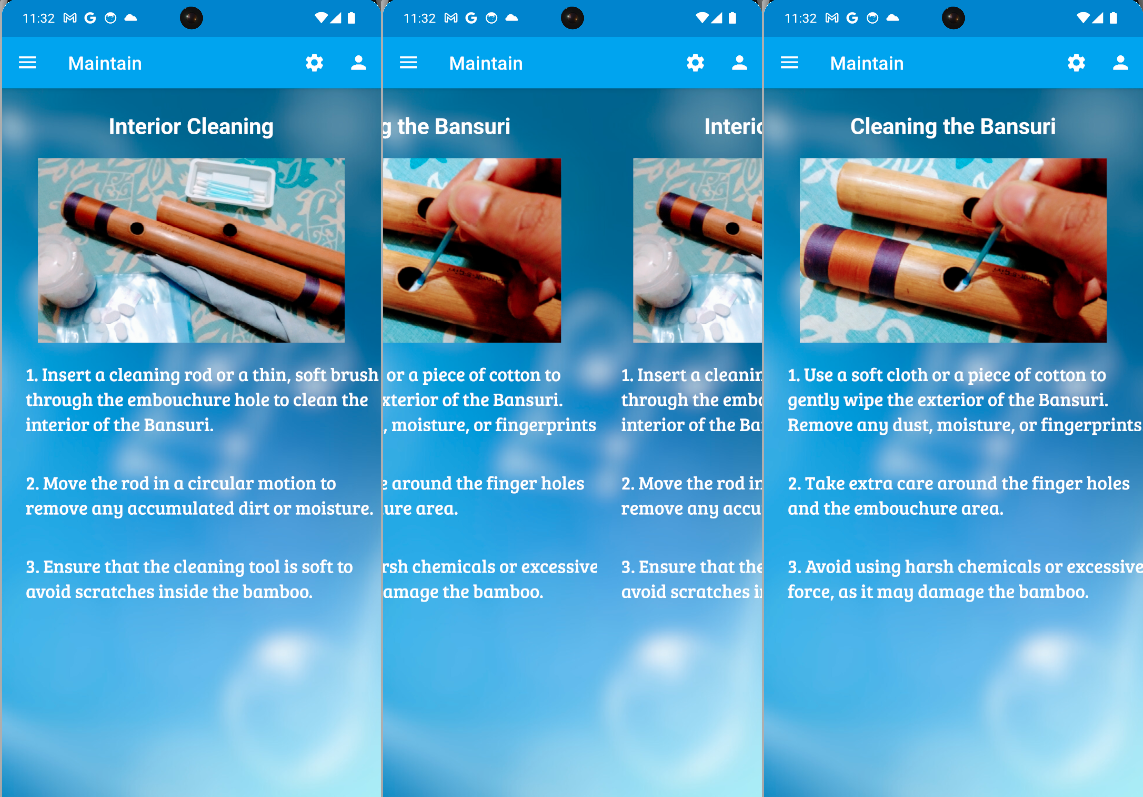 11:32
Maintain
Interior Cleaning
1. Insert a cleaning rod or a thin, soft brush
through the embouchure hole to clean the
interior of the Bansuri.
2. Move the rod in a circular motion to
remove any accumulated dirt or moisture.
3. Ensure that the cleaning tool is soft to
avoid scratches inside the bamboo.
11:32
Maintain
g the Bansuri
or a piece of cotton to
xterior of the Bansuri.
, moisture, or fingerprints
e around the finger holes
ure area.
rsh chemicals or excessive
amage the bamboo.
Interic
1. Insert a cleanin
through the embo
interior of the Ba
2. Move the rod in
remove any accu
3. Ensure that the
avoid scratches i
11:32
Maintain
Cleaning the Bansuri
1. Use a soft cloth or a piece of cotton to
gently wipe the exterior of the Bansuri.
Remove any dust, moisture, or fingerprints
2. Take extra care around the finger holes
and the embouchure area.
3. Avoid using harsh chemicals or excessive
force, as it may damage the bamboo.